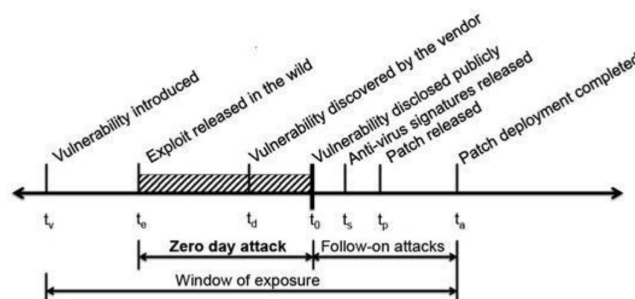 Vulnerability introduced
Exploit released in the wild
Vulnerability discovered by the vendor
Vulnerability disclosed publicly
Anti-virus signatures released
Patch released
Patch deployment completed
tv te td t0 ts tp ta
Zero day attack Follow-on attacks
Window of exposure